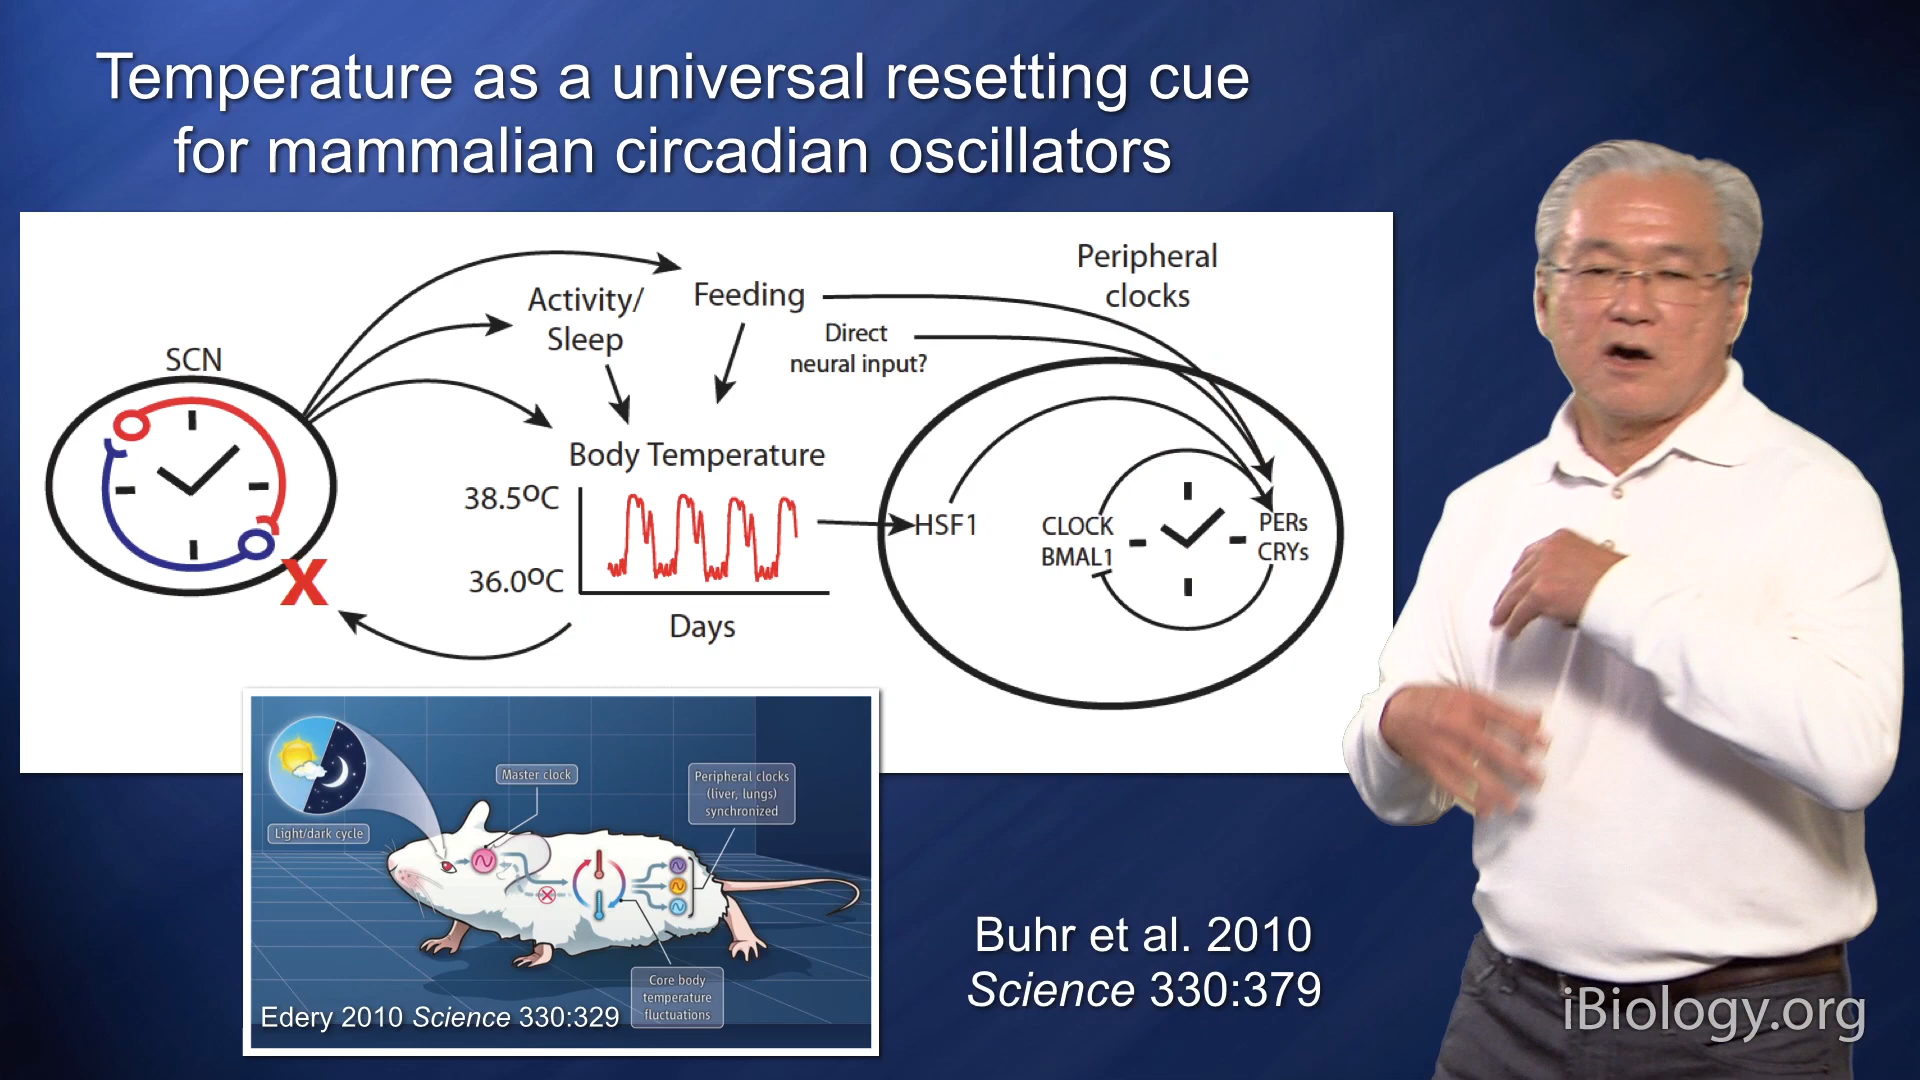 Temperature as a universal resetting cue
for mammalian circadian oscillators
SCN
Activity/
Sleep
Feeding
Direct
neural input?
Peripheral
clocks
Body Temperature
38.5ºC
36.0ºC
Days
X
HSF1
CLOCK
BMAL1
PERs
CRYs
Light/dark cycle
Master clock
Peripheral clocks
(liver, lungs)
synchronized
Core body
temperature
fluctuations
Edery 2010 Science 330:329
Buhr et al. 2010
Science 330:379
iBiology.org